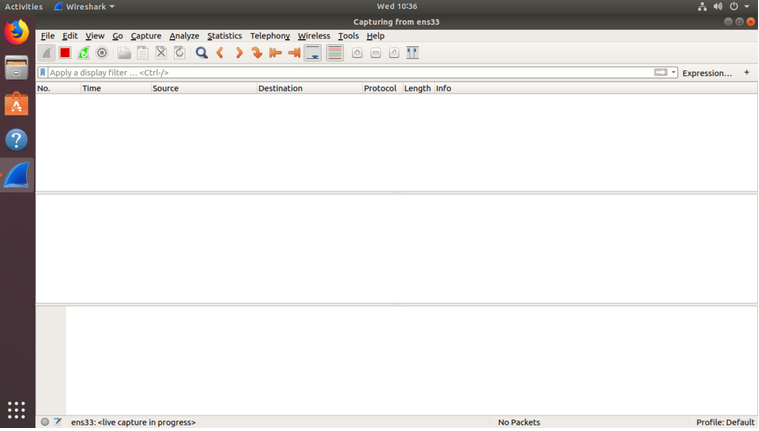 Activities Wireshark Wed 10:36
Capturing from ens33
File Edit View Go Capture Analyze Statistics Telephony Wireless Tools Help
Apply a display filter ... <Ctrl-/> Expression... +
No. Time Source Destination Protocol Length Info
ens33: <live capture in progress> No Packets Profile: Default